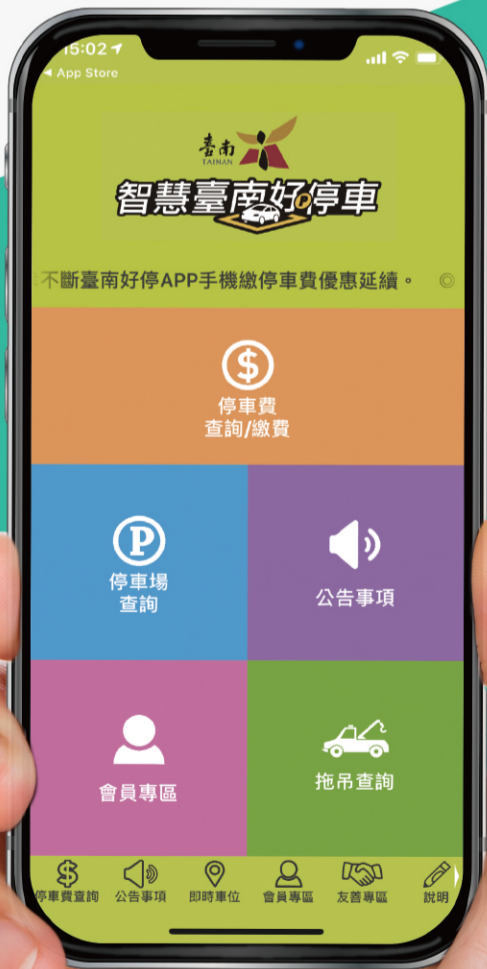 15:02
App Store
臺南
TAINAN
智慧臺南好停車
不斷臺南好停APP手機繳停車費優惠延續。
停車費
查詢/繳費
P
停車場
查詢
公告事項
會員專區
拖吊查詢
停車費查詢 公告事項 即時車位 會員專區 友善專區 說明